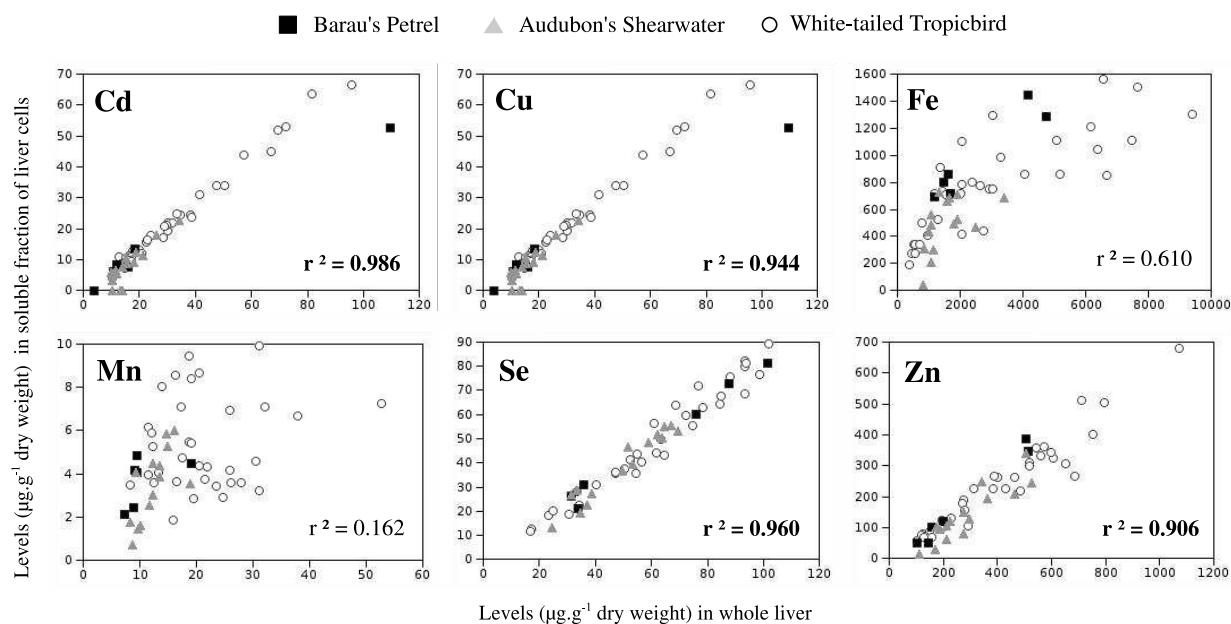 Barau's Petrel Audubon's Shearwater White-tailed Tropicbird
Levels (µg.g⁻¹ dry weight) in soluble fraction of liver cells
70
60
50
40
30
20
10
0
Cd
r ² = 0.986
0 20 40 60 80 100 120
70
60
50
40
30
20
10
0
Cu
r ² = 0.944
0 20 40 60 80 100 120
1600
1400
1200
1000
800
600
400
200
0
Fe
r ² = 0.610
0 2000 4000 6000 8000 10000
10
8
6
4
2
0
Mn
r ² = 0.162
0 10 20 30 40 50 60
90
80
70
60
50
40
30
20
10
0
Se
r ² = 0.960
0 20 40 60 80 100 120
700
600
500
400
300
200
100
0
Zn
r ² = 0.906
0 200 400 600 800 1000 1200
Levels (µg.g⁻¹ dry weight) in whole liver